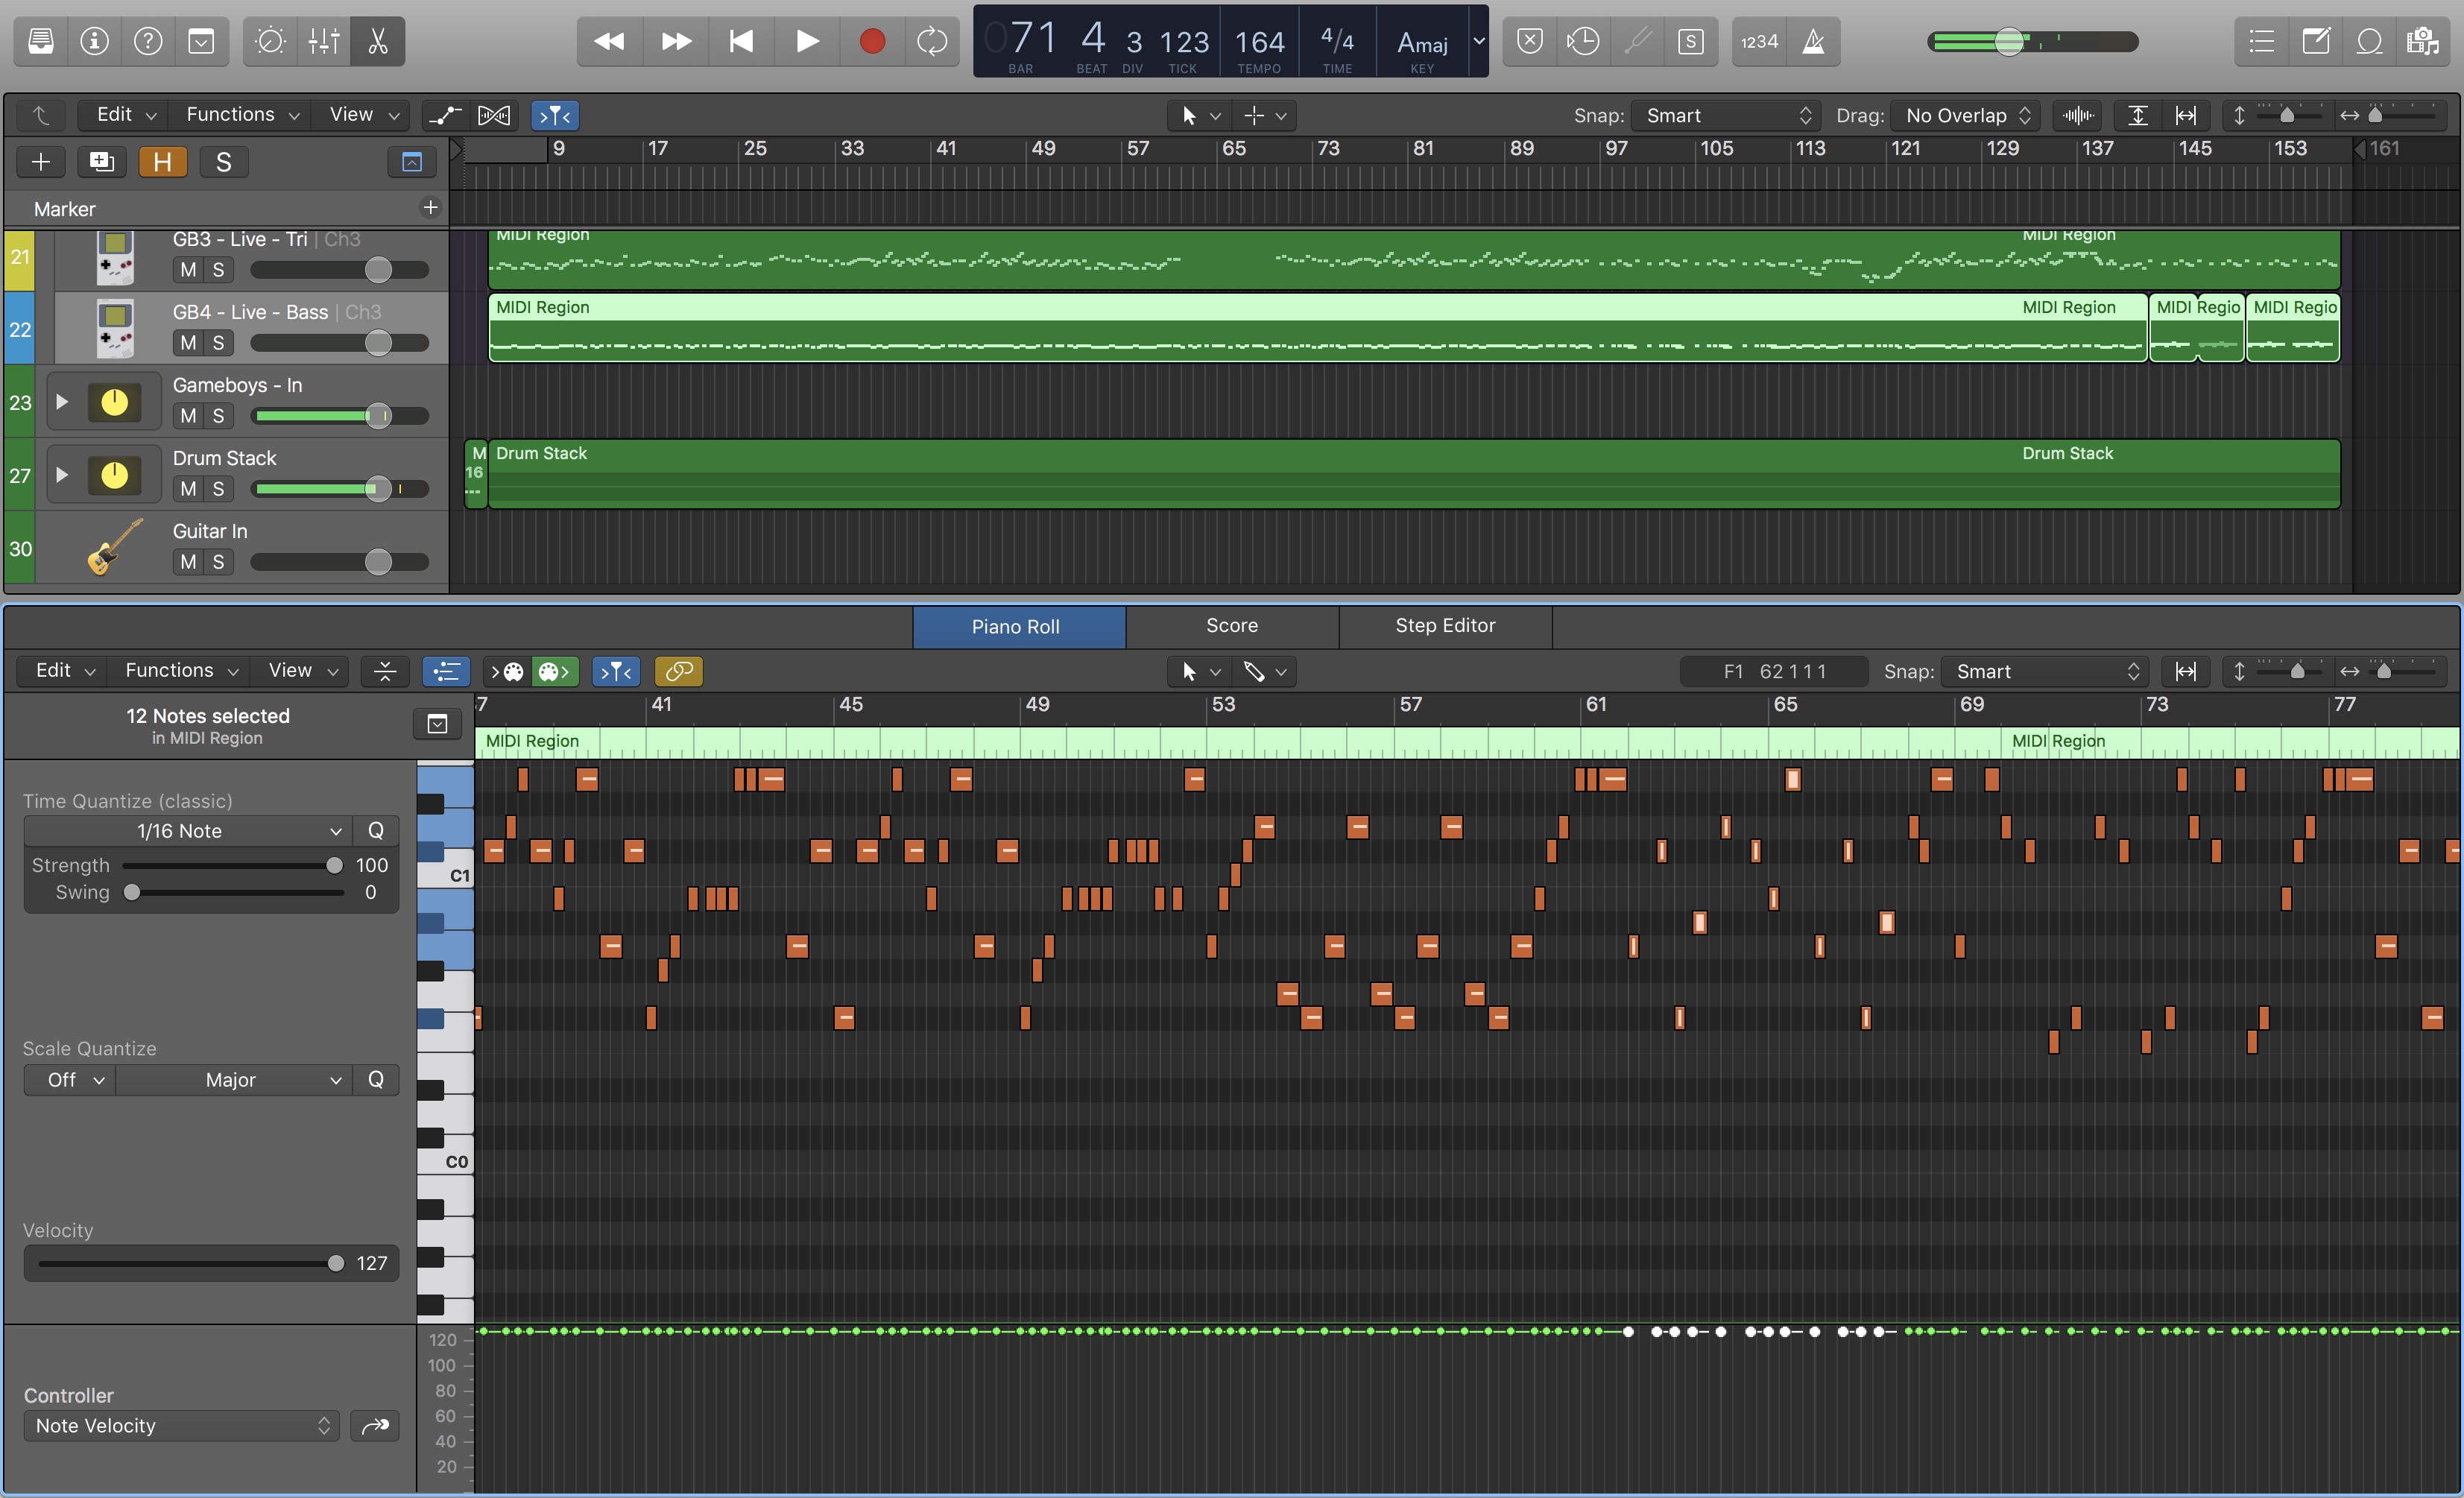 071 4 3 123 164 4/4 Amaj
BAR BEAT DIV TICK TEMPO TIME KEY
S
1234
Edit Functions View
Snap: Smart Drag: No Overlap
H S
9 17 25 33 41 49 57 65 73 81 89 97 105 113 121 129 137 145 153 161
Marker
21 GB3 - Live - Tri | Ch3
M S
MIDI Region MIDI Region
22 GB4 - Live - Bass | Ch3
M S
MIDI Region MIDI Region MIDI Regio MIDI Regio
23 Gameboys - In
M S
27 Drum Stack
M S
M Drum Stack Drum Stack
16
30 Guitar In
M S
Piano Roll Score Step Editor
Edit Functions View
F1 62 1 1 1 Snap: Smart
12 Notes selected
in MIDI Region
7 41 45 49 53 57 61 65 69 73 77
MIDI Region MIDI Region
Time Quantize (classic)
1/16 Note Q
Strength 100
Swing 0
C1
Scale Quantize
Off Major Q
C0
Velocity
127
120
100
80
60
40
20
Controller
Note Velocity